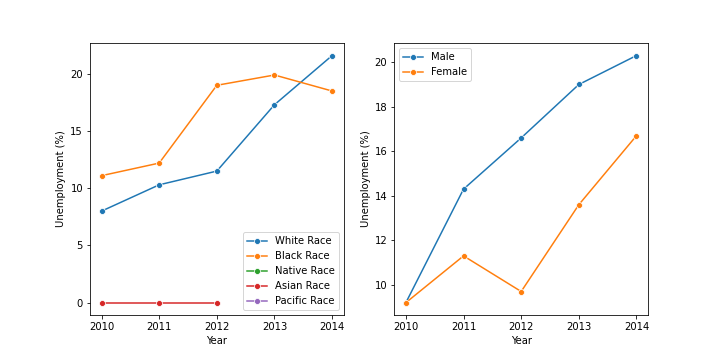 Unemployment (%)
20
15
10
5
0
2010 2011 2012 2013 2014
Year
White Race
Black Race
Native Race
Asian Race
Pacific Race
Unemployment (%)
20
18
16
14
12
10
2010 2011 2012 2013 2014
Year
Male
Female